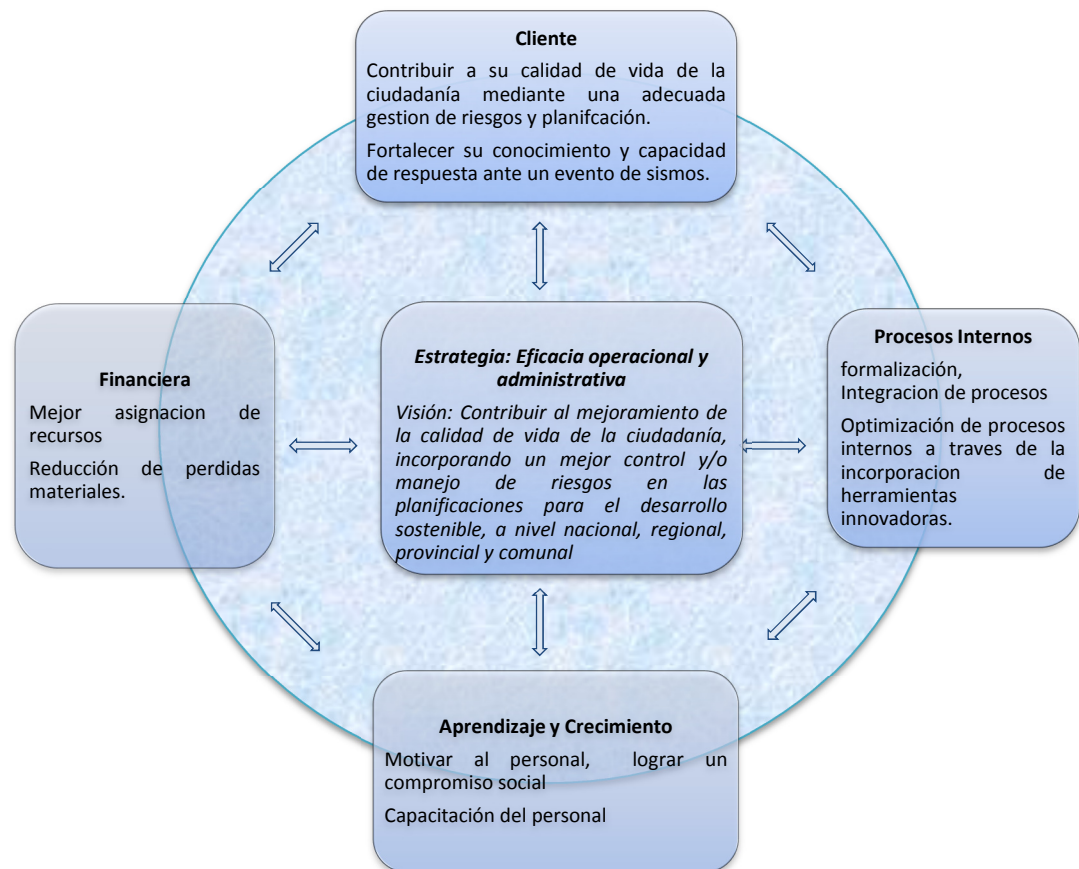 Cliente
Contribuir a su calidad de vida de la
ciudadanía mediante una adecuada
gestion de riesgos y planifcación.
Fortalecer su conocimiento y capacidad
de respuesta ante un evento de sismos.
Financiera
Mejor asignacion de
recursos
Reducción de perdidas
materiales.
Estrategia: Eficacia operacional y
administrativa
Visión: Contribuir al mejoramiento de
la calidad de vida de la ciudadanía,
incorporando un mejor control y/o
manejo de riesgos en las
planificaciones para el desarrollo
sostenible, a nivel nacional, regional,
provincial y comunal
Procesos Internos
formalización,
Integracion de procesos
Optimización de procesos
internos a traves de la
incorporacion de
herramientas
innovadoras.
Aprendizaje y Crecimiento
Motivar al personal, lograr un
compromiso social
Capacitación del personal